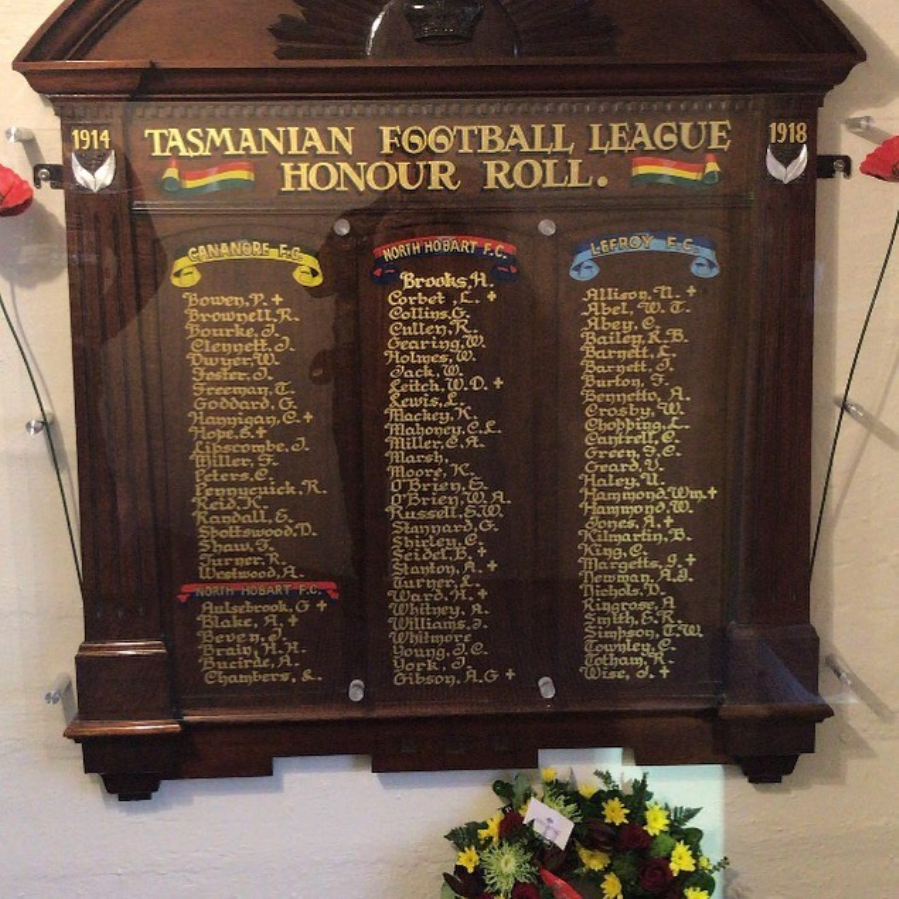 1914
TASMANIAN FOOTBALL LEAGUE
HONOUR ROLL.
1918
CANANORE F.C.
Bowen, P. +
Brownell, R.
Bourke, J.
Clennett, J.
Dwyer, W.
Foster, J.
Freeman, T.
Goddard, G.
Hannigan, C. +
Hope, E. +
Lipscombe, J.
Miller, F.
Peters, C.
Pennycuick, R.
Reid, K.
Randall, E.
Spottswood, D.
Shaw, F.
Turner, R.
Westwood, A.
NORTH HOBART F.C.
Aulsebrook, G +
Blake, A. +
Beven, J.
Brain, H. H.
Bucirde, A.
Chambers, &.
NORTH HOBART F.C.
Brooks, H.
Corbet , L. +
Collins, G.
Cullen, R.
Gearing, W.
Holmes, W.
Jack, W.
Leitch, W. D. +
Lewis, L.
Mackey, K.
Mahoney, C. L.
Miller, E. A.
Marsh,
Moore, K.
O'Brien, E.
O'Brien, W. A.
Russell, E. W.
Stannard, G.
Shirley, C.
Seidel, B. +
Stanton, A. +
Turner, L.
Ward, H. +
Whitney, A.
Williams, J.
Whitmore
Young, J. C.
York, J.
Gibson, A. G +
LEFROY F.C.
Allison, N. +
Abel, W. T.
Abey, C.
Bailey, K. B.
Barnett, L.
Barnett, J.
Burton, F.
Bennetto, A.
Crosby, W.
Chopping, L.
Cantrell, C.
Green, S. C.
Geard, V.
Haley, U.
Hammond, Wm. +
Hammond, W.
Jones, A. +
Kilmartin, B.
King, C.
Margetts, I. +
Newman, A. J.
Nichols, D.
Ringrose, A
Smith, E. R.
Simpson, T. W.
Townley, C.
Totham, R.
Wise, J. +